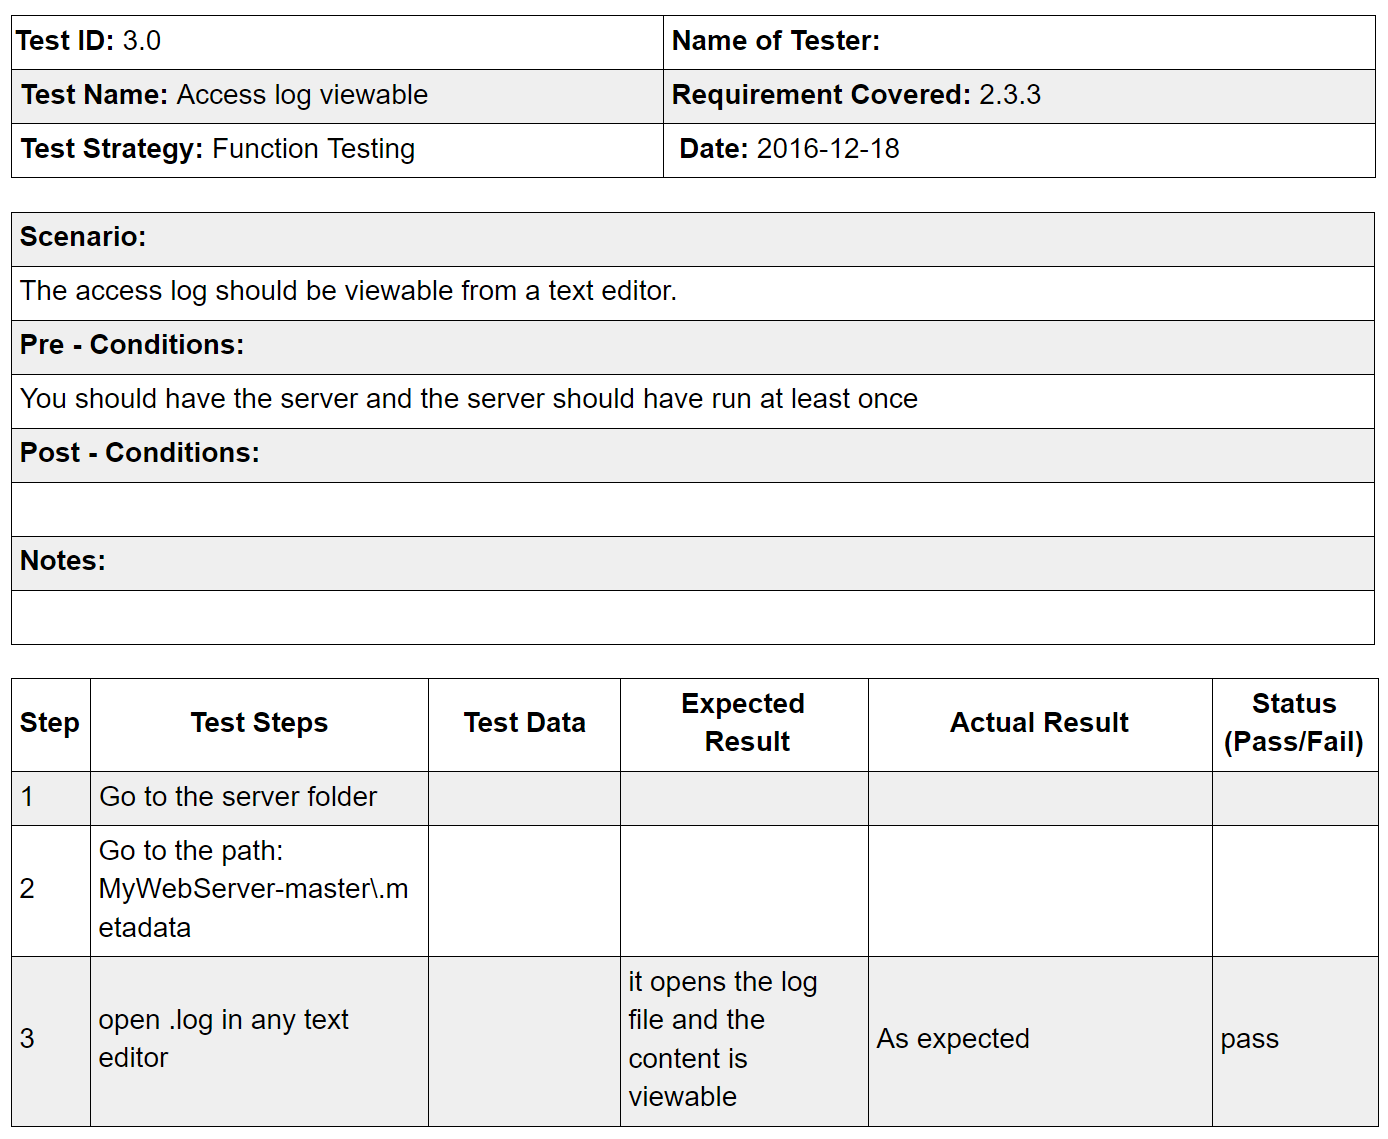 Test ID: 3.0
Name of Tester:
Test Name: Access log viewable
Requirement Covered: 2.3.3
Test Strategy: Function Testing
Date: 2016-12-18
Scenario:
The access log should be viewable from a text editor.
Pre - Conditions:
You should have the server and the server should have run at least once
Post - Conditions:
Notes:
Step
Test Steps
Test Data
Expected
Result
Actual Result
Status
(Pass/Fail)
1
Go to the server folder
2
Go to the path:
MyWebServer-master\.m
etadata
3
open .log in any text
editor
it opens the log
file and the
content is
viewable
As expected
pass